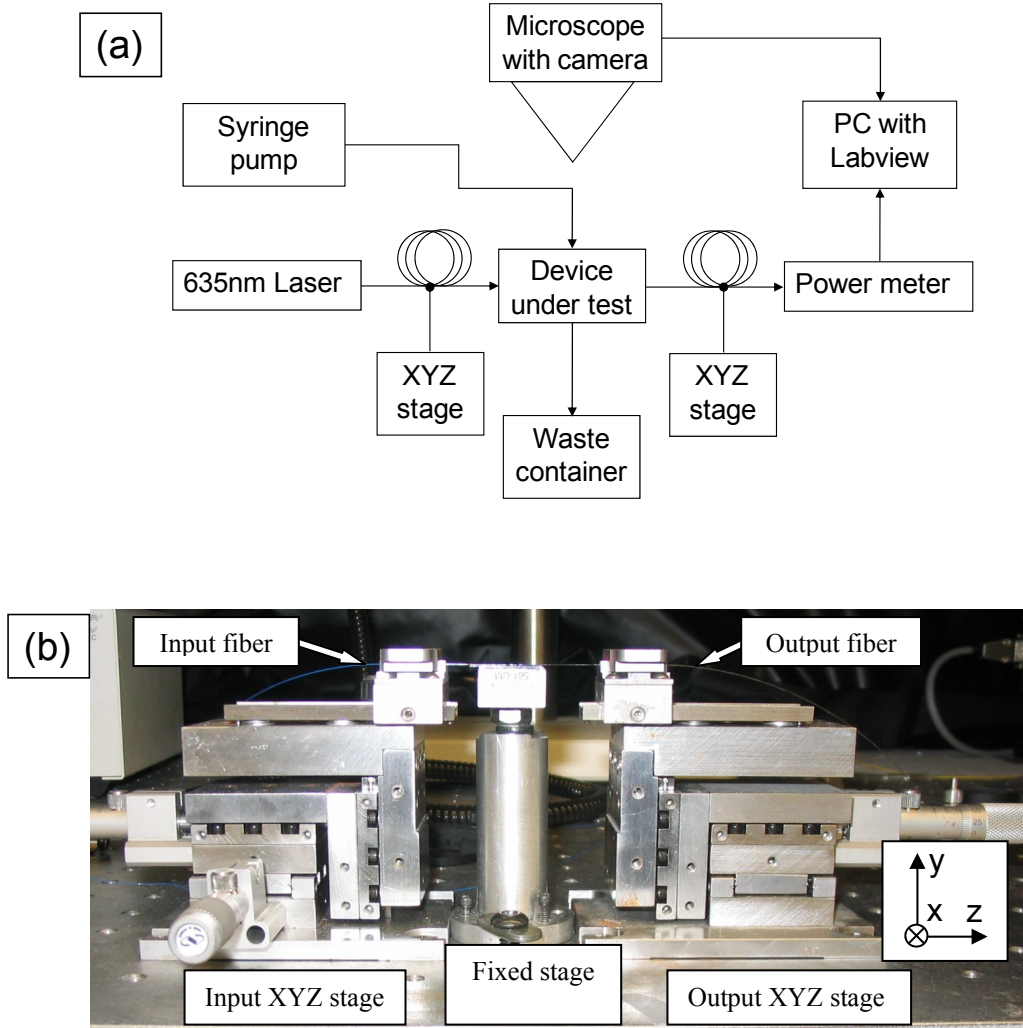 (a)
Microscope
with camera
Syringe
pump
PC with
Labview
635nm Laser
Device
under test
Power meter
XYZ
stage
XYZ
stage
Waste
container
(b)
Input fiber
Output fiber
y
x z
Fixed stage
Input XYZ stage
Output XYZ stage